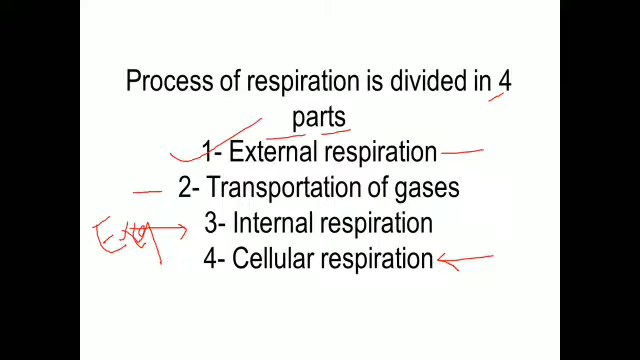 Process of respiration is divided in 4
parts
1- External respiration
2- Transportation of gases
3- Internal respiration
4- Cellular respiration